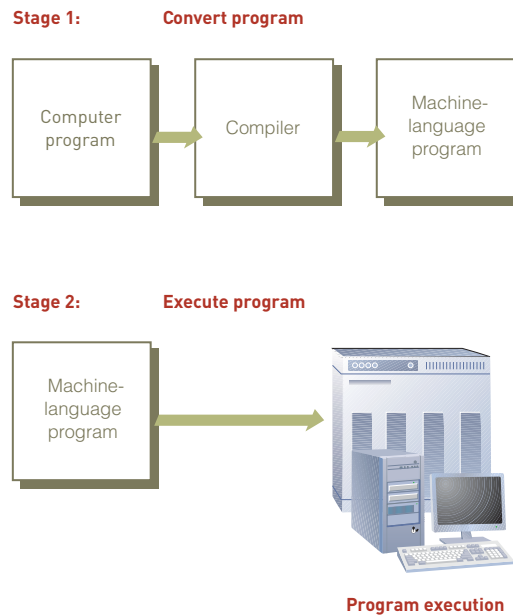 Stage 1: Convert program
Computer
program
Compiler
Machine-
language
program
Stage 2: Execute program
Machine-
language
program
Program execution